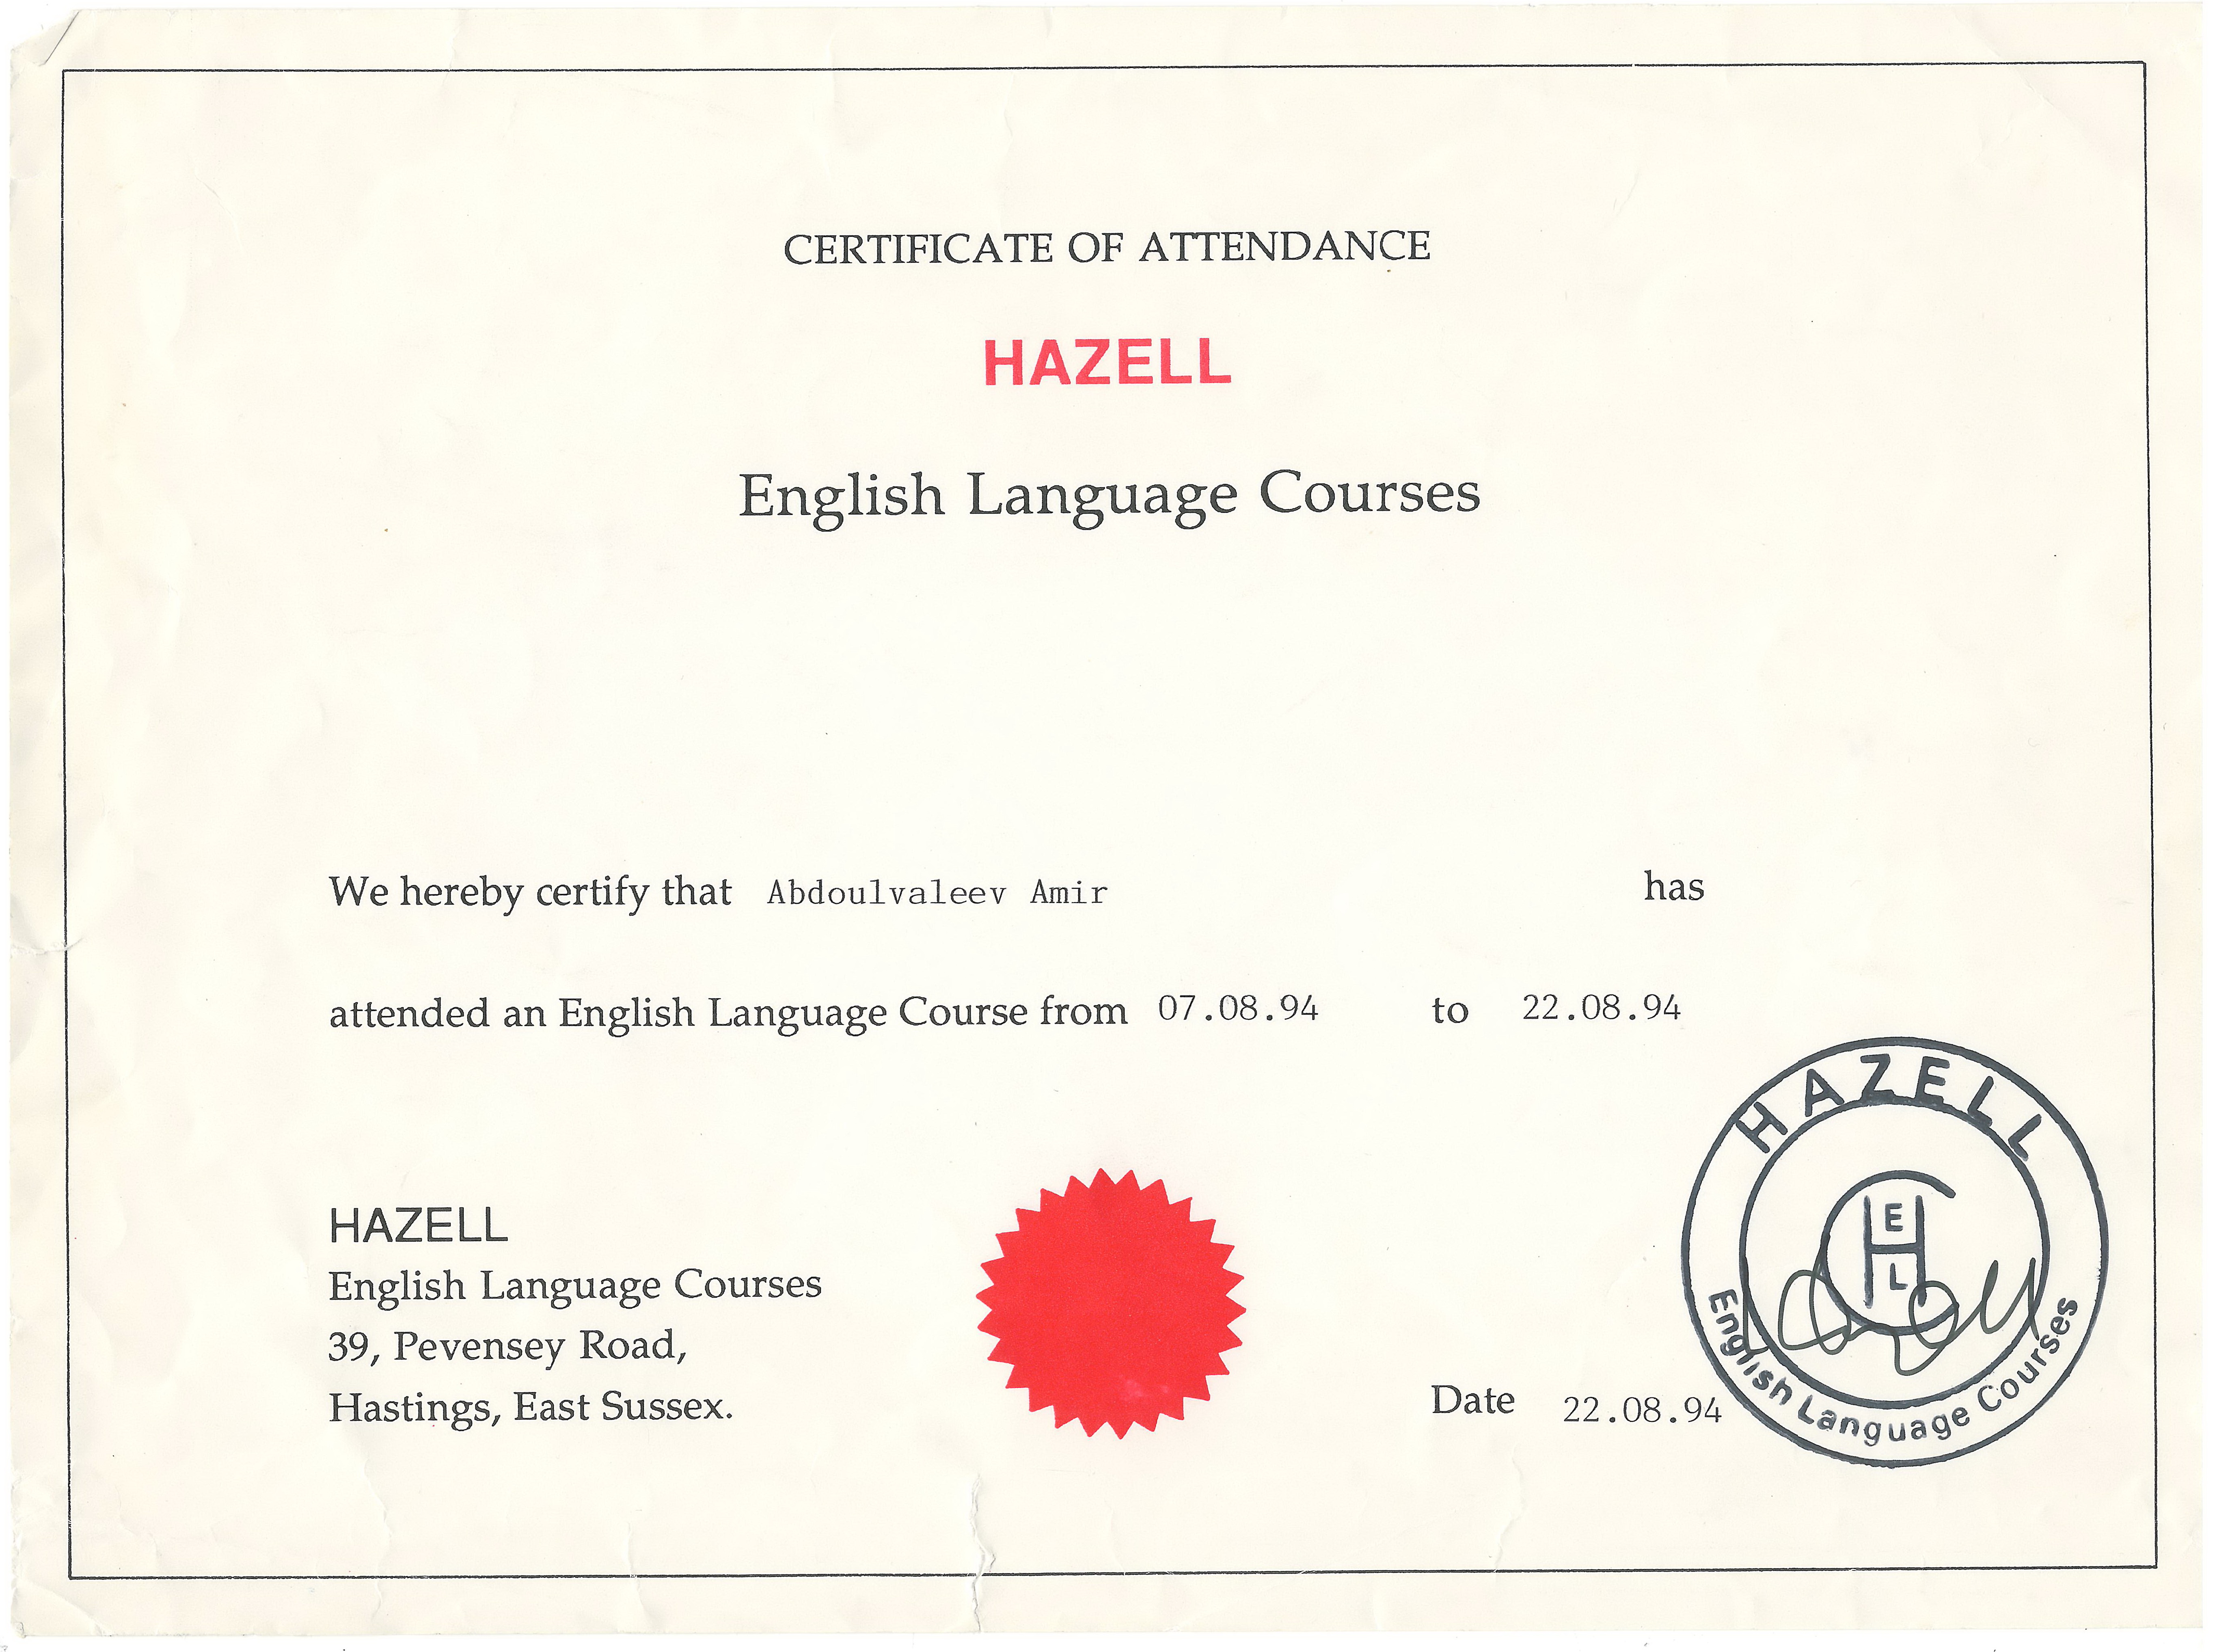 CERTIFICATE OF ATTENDANCE
HAZELL
English Language Courses
We hereby certify that Abdoulvaleev Amir has
attended an English Language Course from 07.08.94 to 22.08.94
HAZELL
English Language Courses
39, Pevensey Road,
Hastings, East Sussex.
Date 22.08.94
HAZELL
E
H
L
English Language Courses